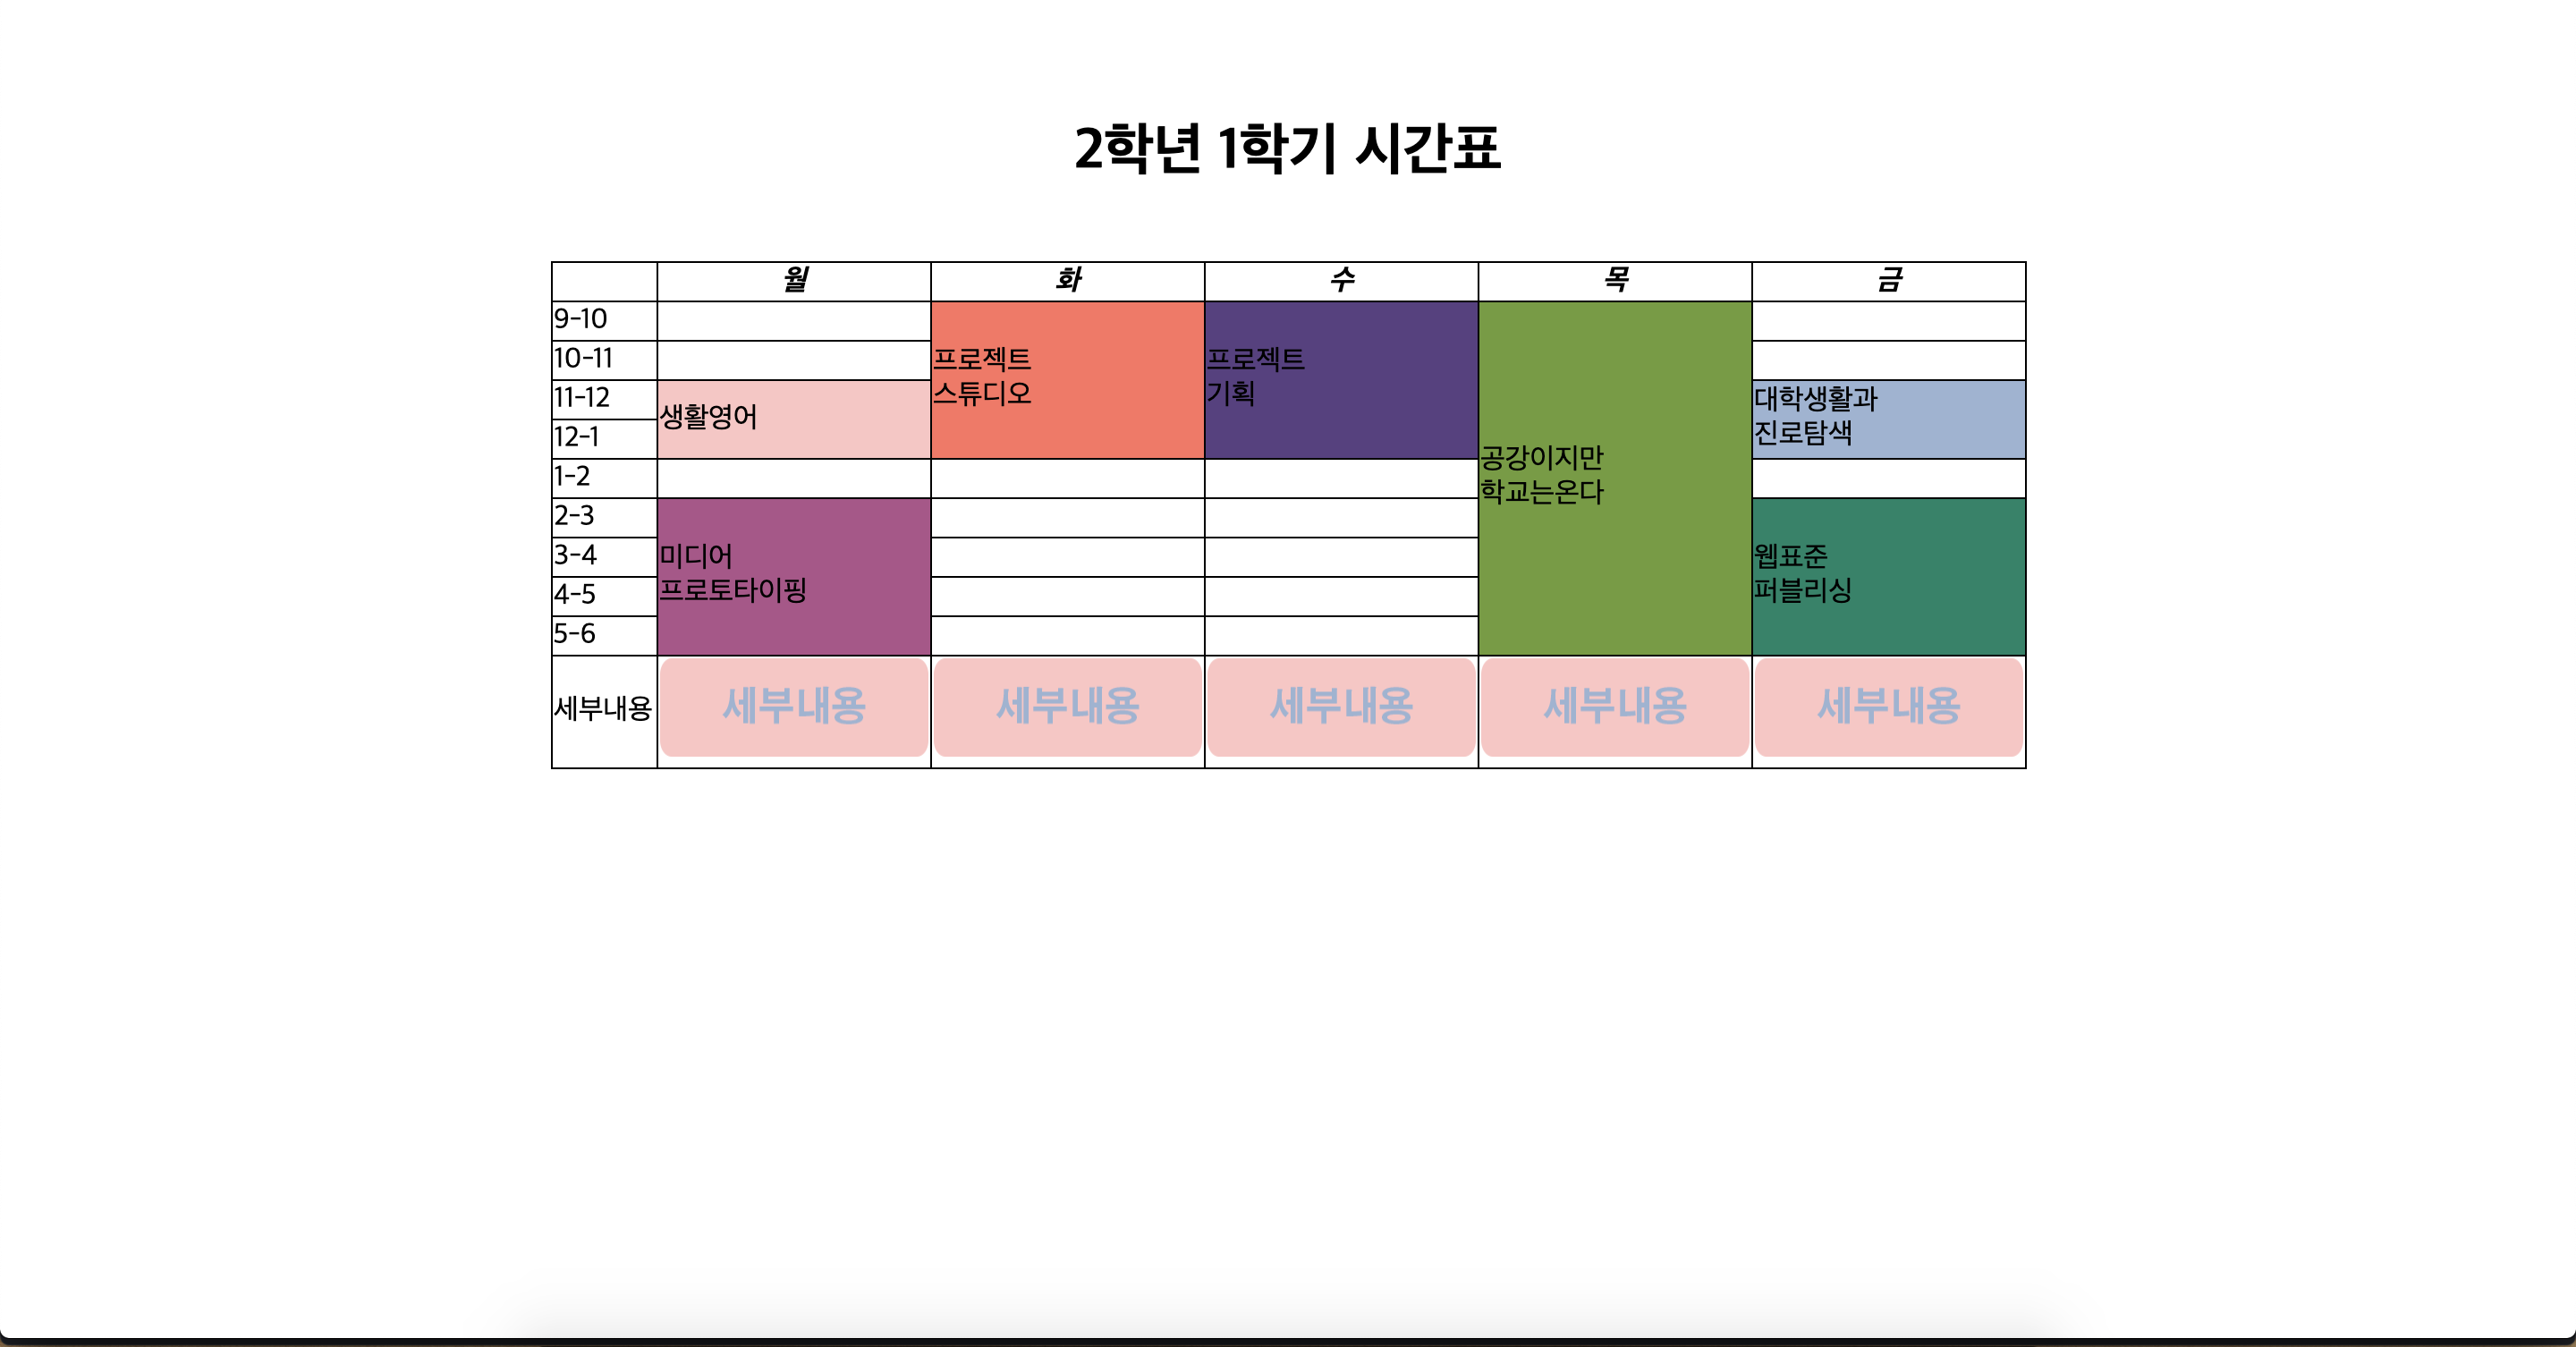 2학년 1학기 시간표
월 화 수 목 금
9-10
10-11
프로젝트
스튜디오
프로젝트
기획
11-12
생활영어
대학생활과
진로탐색
12-1
공강이지만
학교는온다
1-2
2-3
3-4
미디어
프로토타이핑
웹표준
퍼블리싱
4-5
5-6
세부내용 세부내용 세부내용 세부내용 세부내용 세부내용